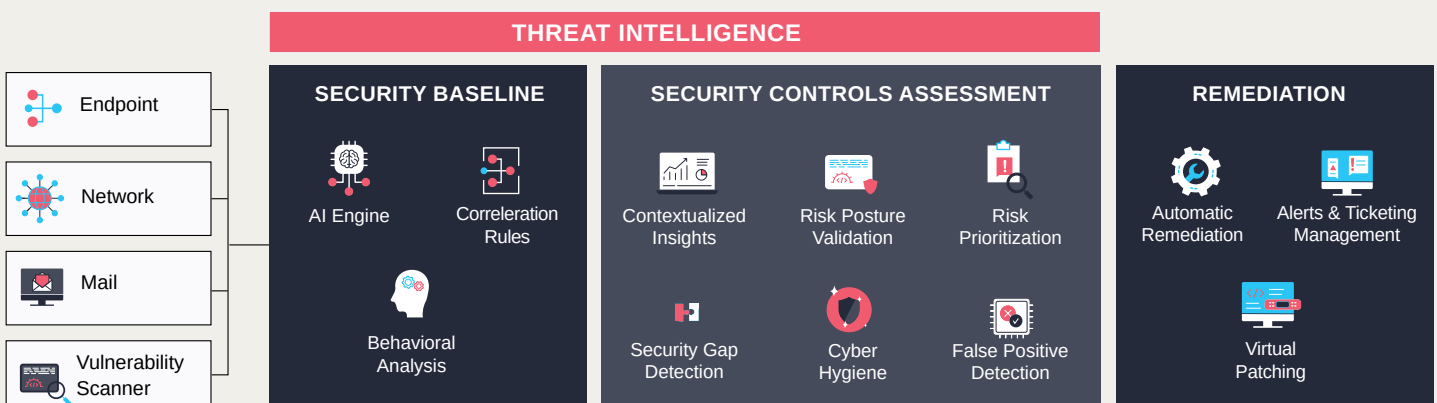 THREAT INTELLIGENCE
Endpoint
Network
Mail
Vulnerability
Scanner
SECURITY BASELINE
AI Engine
Correleration
Rules
Behavioral
Analysis
SECURITY CONTROLS ASSESSMENT
Contextualized
Insights
Risk Posture
Validation
Risk
Prioritization
Security Gap
Detection
Cyber
Hygiene
False Positive
Detection
REMEDIATION
Automatic
Remediation
Alerts & Ticketing
Management
Virtual
Patching